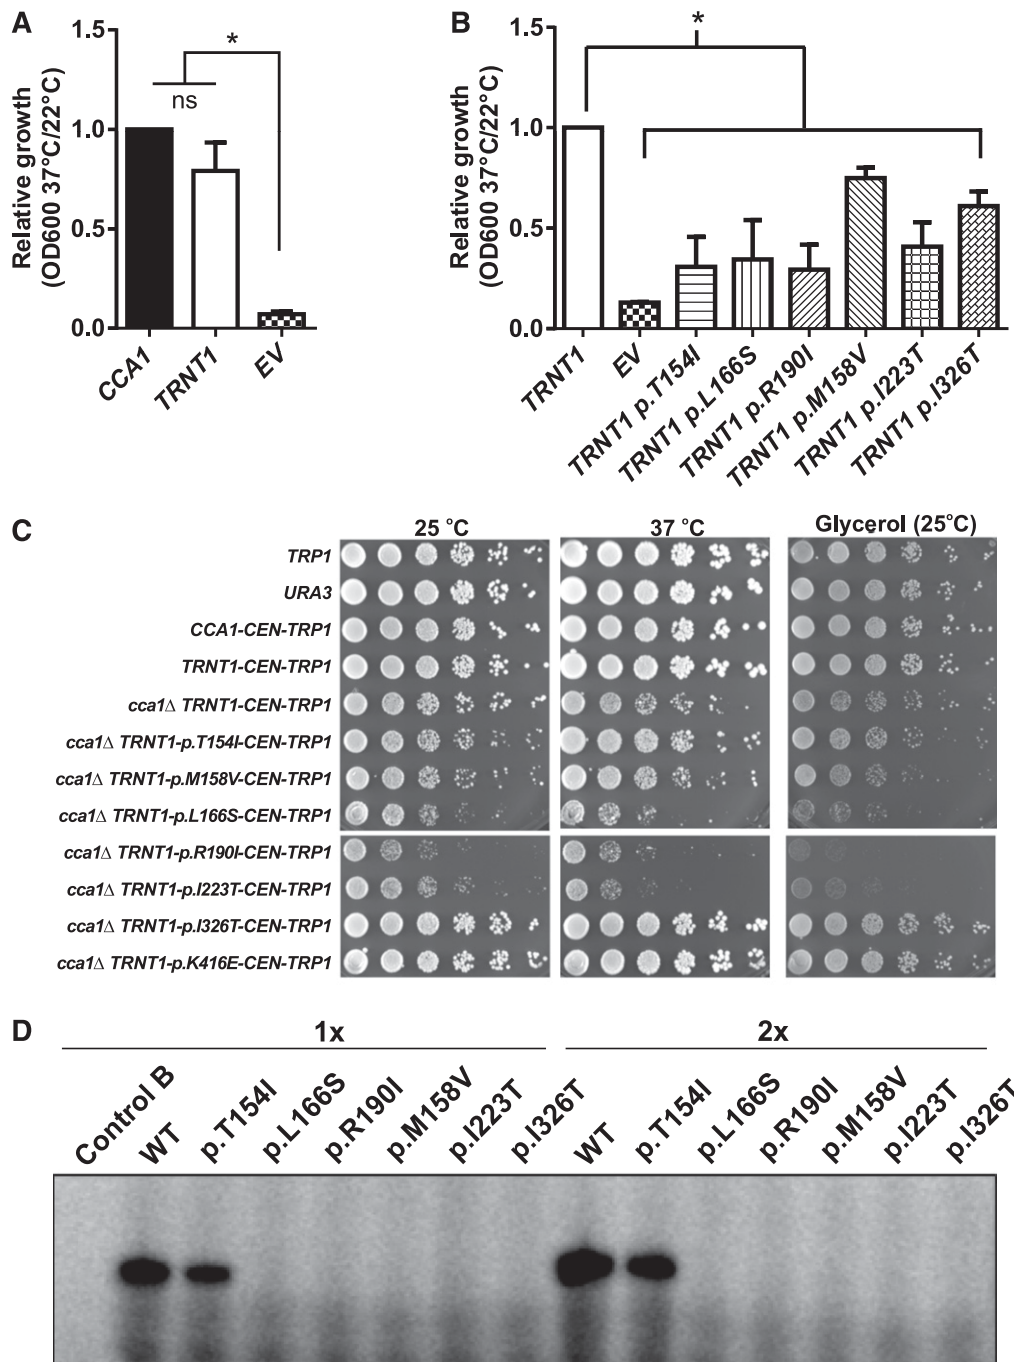 A
Relative growth
(OD600 37°C/22°C)
1.5
1.0
0.5
0.0
*
ns
CCA1
TRNT1
EV
B
Relative growth
(OD600 37°C/22°C)
1.5
1.0
0.5
0.0
*
TRNT1
EV
TRNT1 p.T154I
TRNT1 p.L166S
TRNT1 p.R190I
TRNT1 p.M158V
TRNT1 p.I223T
TRNT1 p.I326T
C
25 °C
37 °C
Glycerol (25°C)
TRP1
URA3
CCA1-CEN-TRP1
TRNT1-CEN-TRP1
cca1Δ TRNT1-CEN-TRP1
cca1Δ TRNT1-p.T154I-CEN-TRP1
cca1Δ TRNT1-p.M158V-CEN-TRP1
cca1Δ TRNT1-p.L166S-CEN-TRP1
cca1Δ TRNT1-p.R190I-CEN-TRP1
cca1Δ TRNT1-p.I223T-CEN-TRP1
cca1Δ TRNT1-p.I326T-CEN-TRP1
cca1Δ TRNT1-p.K416E-CEN-TRP1
D
1x
2x
Control B
WT
p.T154I
p.L166S
p.R190I
p.M158V
p.I223T
p.I326T
WT
p.T154I
p.L166S
p.R190I
p.M158V
p.I223T
p.I326T